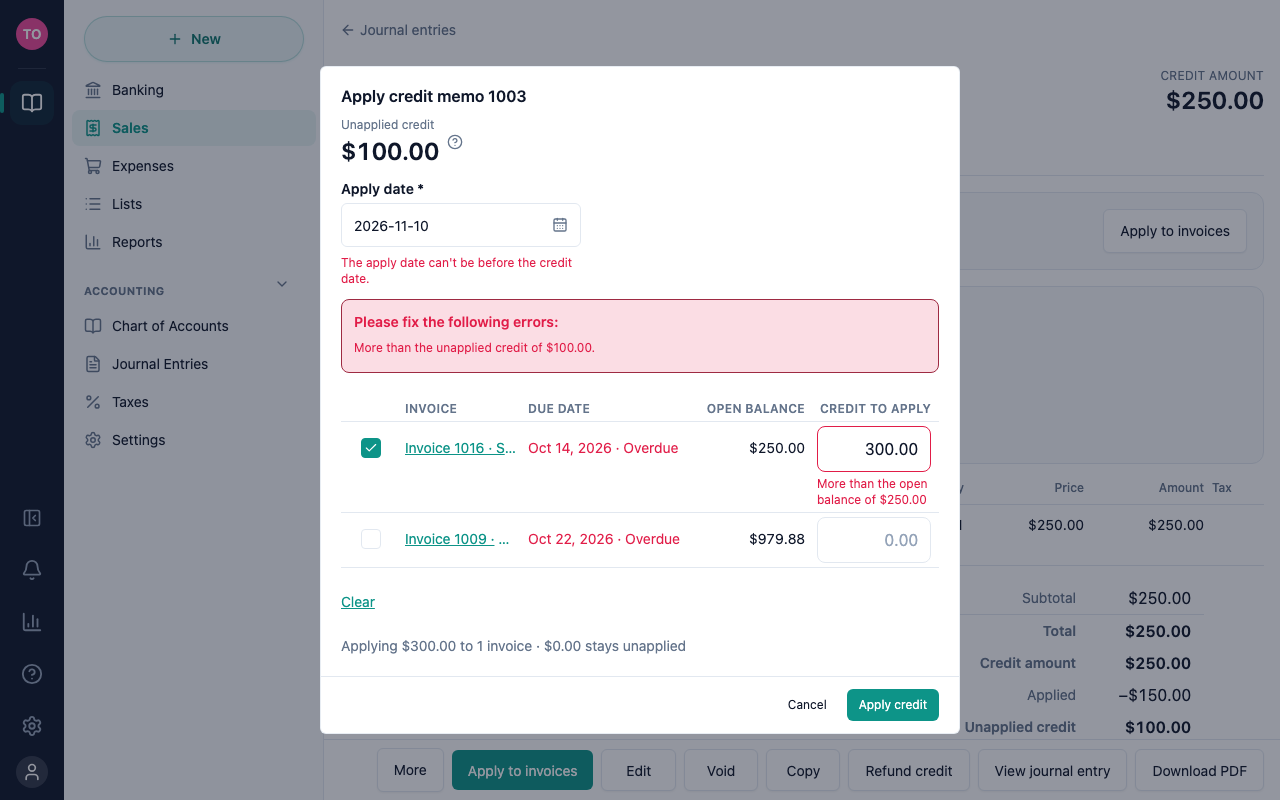 TO
New
Banking
Sales
Expenses
Lists
Reports
ACCOUNTING
Chart of Accounts
Journal Entries
Taxes
Settings
Journal entries
CREDIT AMOUNT
$250.00
Apply to invoices
Apply credit memo 1003
Unapplied credit
$100.00
Apply date *
2026-11-10
The apply date can't be before the credit
date.
Please fix the following errors:
More than the unapplied credit of $100.00.
INVOICE DUE DATE OPEN BALANCE CREDIT TO APPLY
Invoice 1016 · S... Oct 14, 2026 · Overdue $250.00 300.00
More than the open
balance of $250.00
Invoice 1009 · ... Oct 22, 2026 · Overdue $979.88 0.00
Clear
Applying $300.00 to 1 invoice · $0.00 stays unapplied
Cancel Apply credit
Price Amount Tax
$250.00 $250.00
Subtotal $250.00
Total $250.00
Credit amount $250.00
Applied –$150.00
Unapplied credit $100.00
More Apply to invoices Edit Void Copy Refund credit View journal entry Download PDF